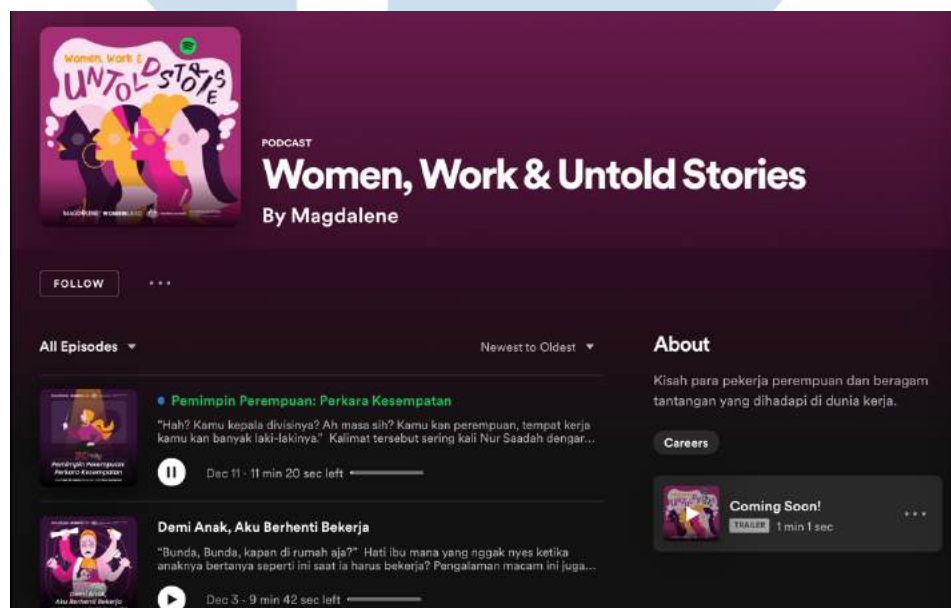 Women, Work &
UNTOLD STORIES
MAGDALENE WOMENLEAD
PODCAST
Women, Work & Untold Stories
By Magdalene
FOLLOW
All Episodes
Newest to Oldest
Pemimpin Perempuan: Perkara Kesempatan
"Hah? Kamu kepala divisinya? Ah masa sih? Kamu kan perempuan, tempat kerja
kamu kan banyak laki-lakinya." Kalimat tersebut sering kali Nur Saadah dengar...
Dec 11 · 11 min 20 sec left
Pemimpin Perempuan
Perkara Kesempatan
Demi Anak, Aku Berhenti Bekerja
"Bunda, Bunda, kapan di rumah aja?" Hati ibu mana yang nggak nyes ketika
anaknya bertanya seperti ini saat ia harus bekerja? Pengalaman macam ini juga...
Dec 3 · 9 min 42 sec left
Demi Anak,
Aku Berhenti Bekerja
About
Kisah para pekerja perempuan dan beragam
tantangan yang dihadapi di dunia kerja.
Careers
Coming Soon!
TRAILER 1 min 1 sec